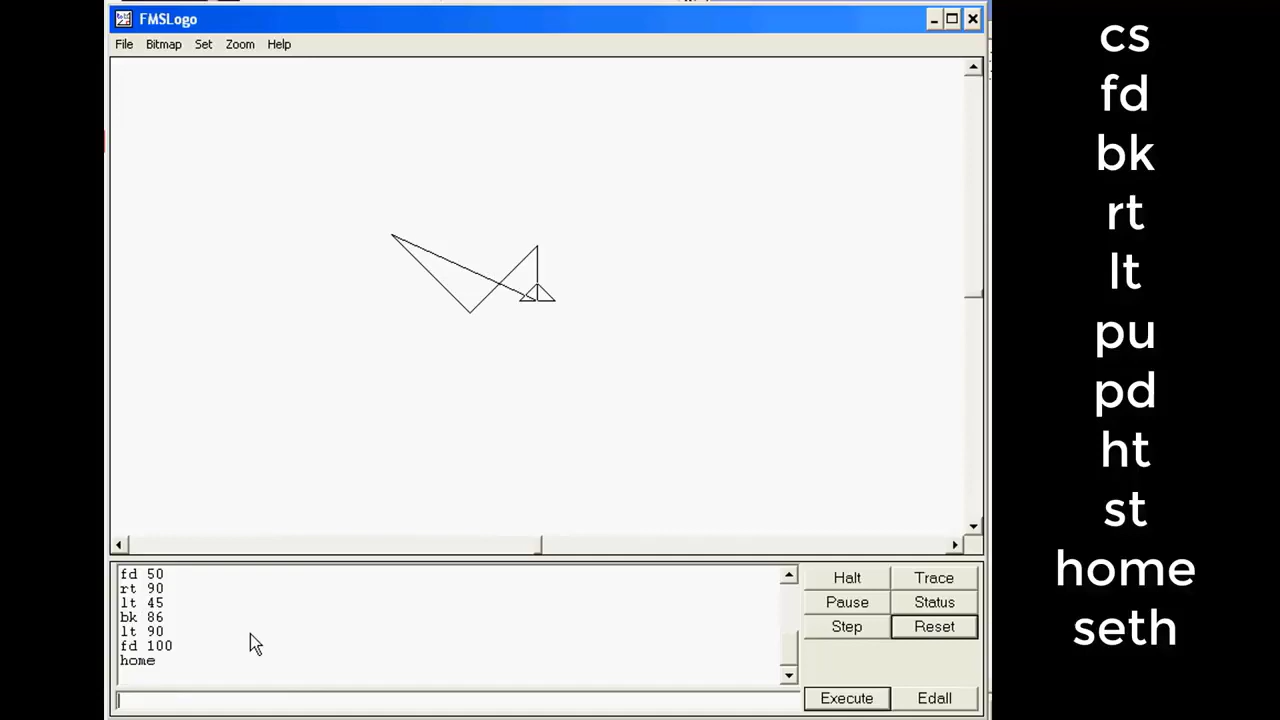 FMSLogo
File Bitmap Set Zoom Help
fd 50
rt 90
lt 45
bk 86
lt 90
fd 100
home
Halt Trace
Pause Status
Step Reset
Execute Edall
cs
fd
bk
rt
lt
pu
pd
ht
st
home
seth